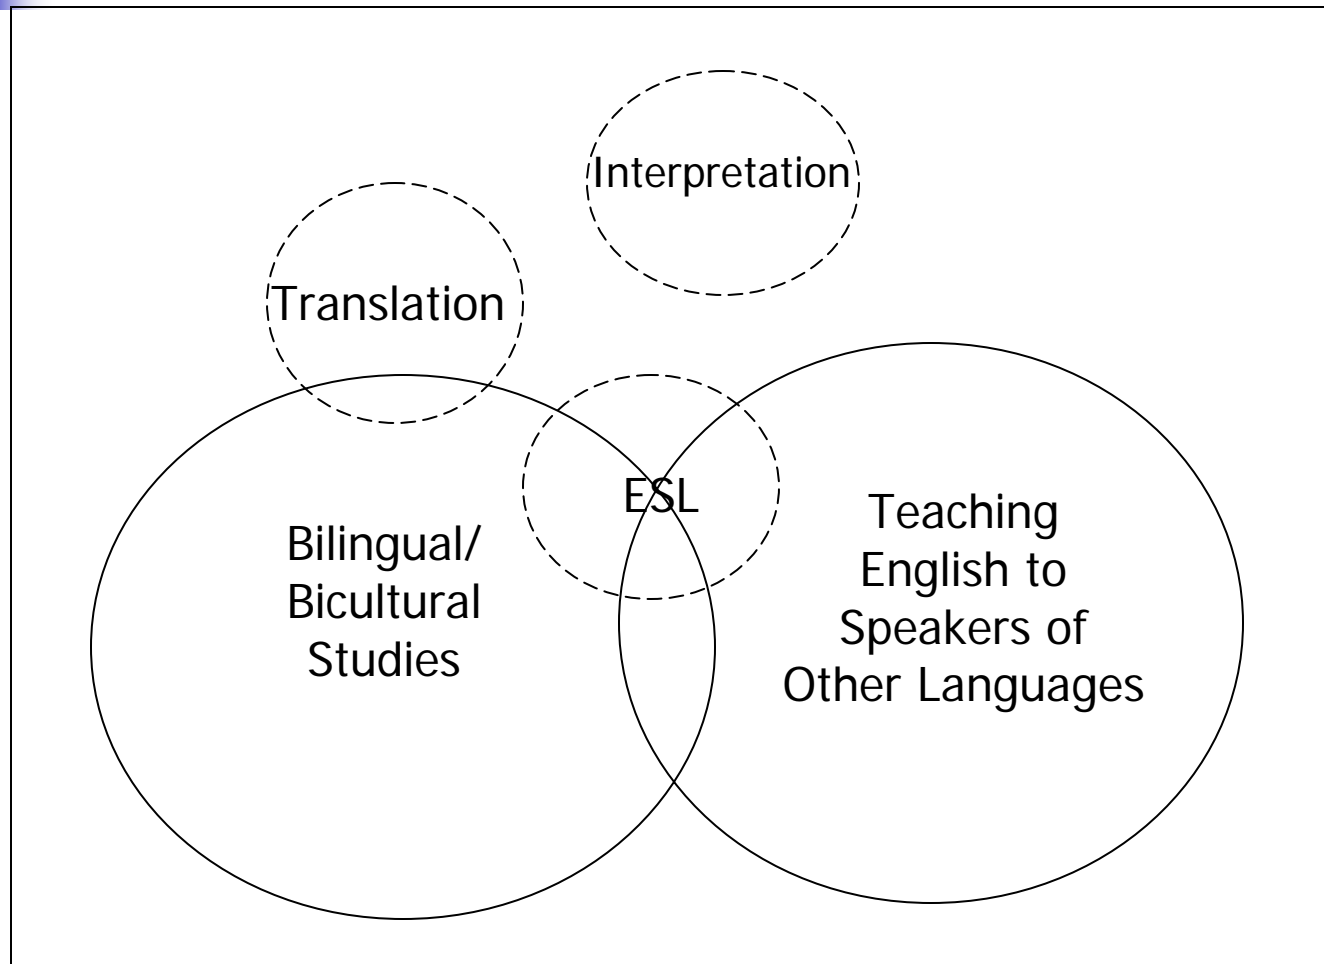 Interpretation
Translation
ESL
Bilingual/
Bicultural
Studies
Teaching
English to
Speakers of
Other Languages